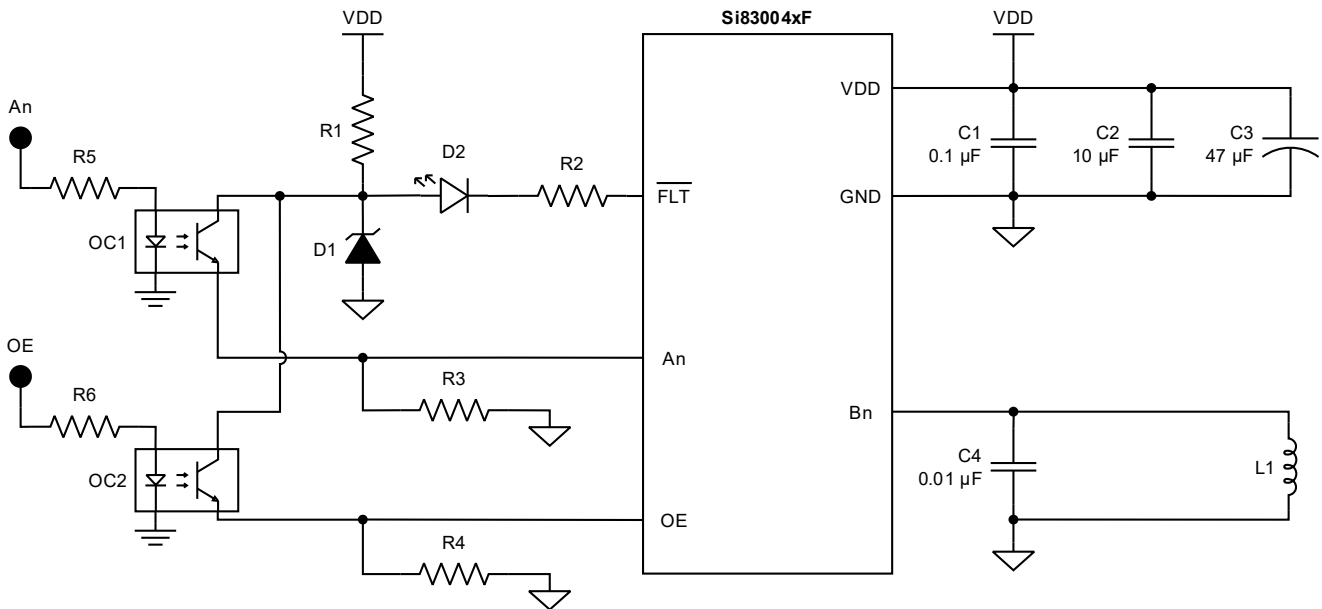 Si83004xF
VDD
VDD
An
R5
R1
D2
R2
FLT
VDD
GND
C1
0.1 µF
C2
10 µF
C3
47 µF
OC1
D1
OE
R6
An
R3
Bn
OC2
C4
0.01 µF
L1
OE
R4